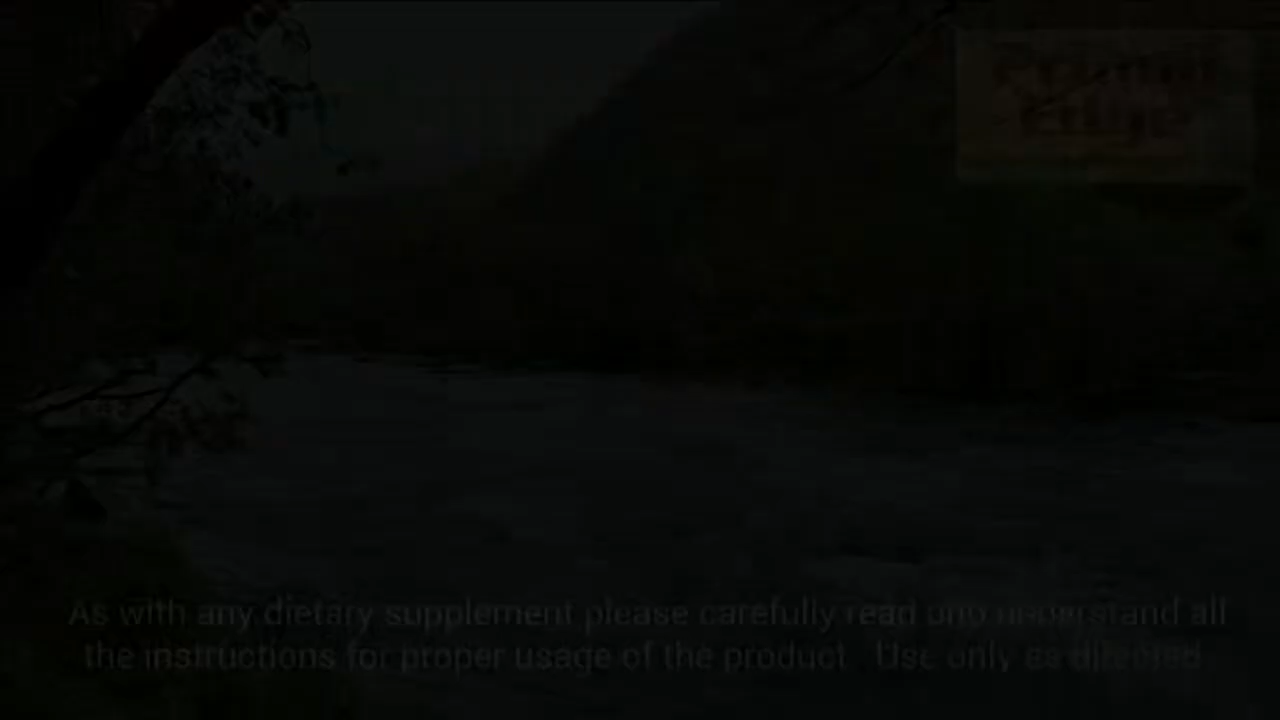 As with any dietary supplement please carefully read and understand all
the instructions for proper usage of the product. Use only as directed